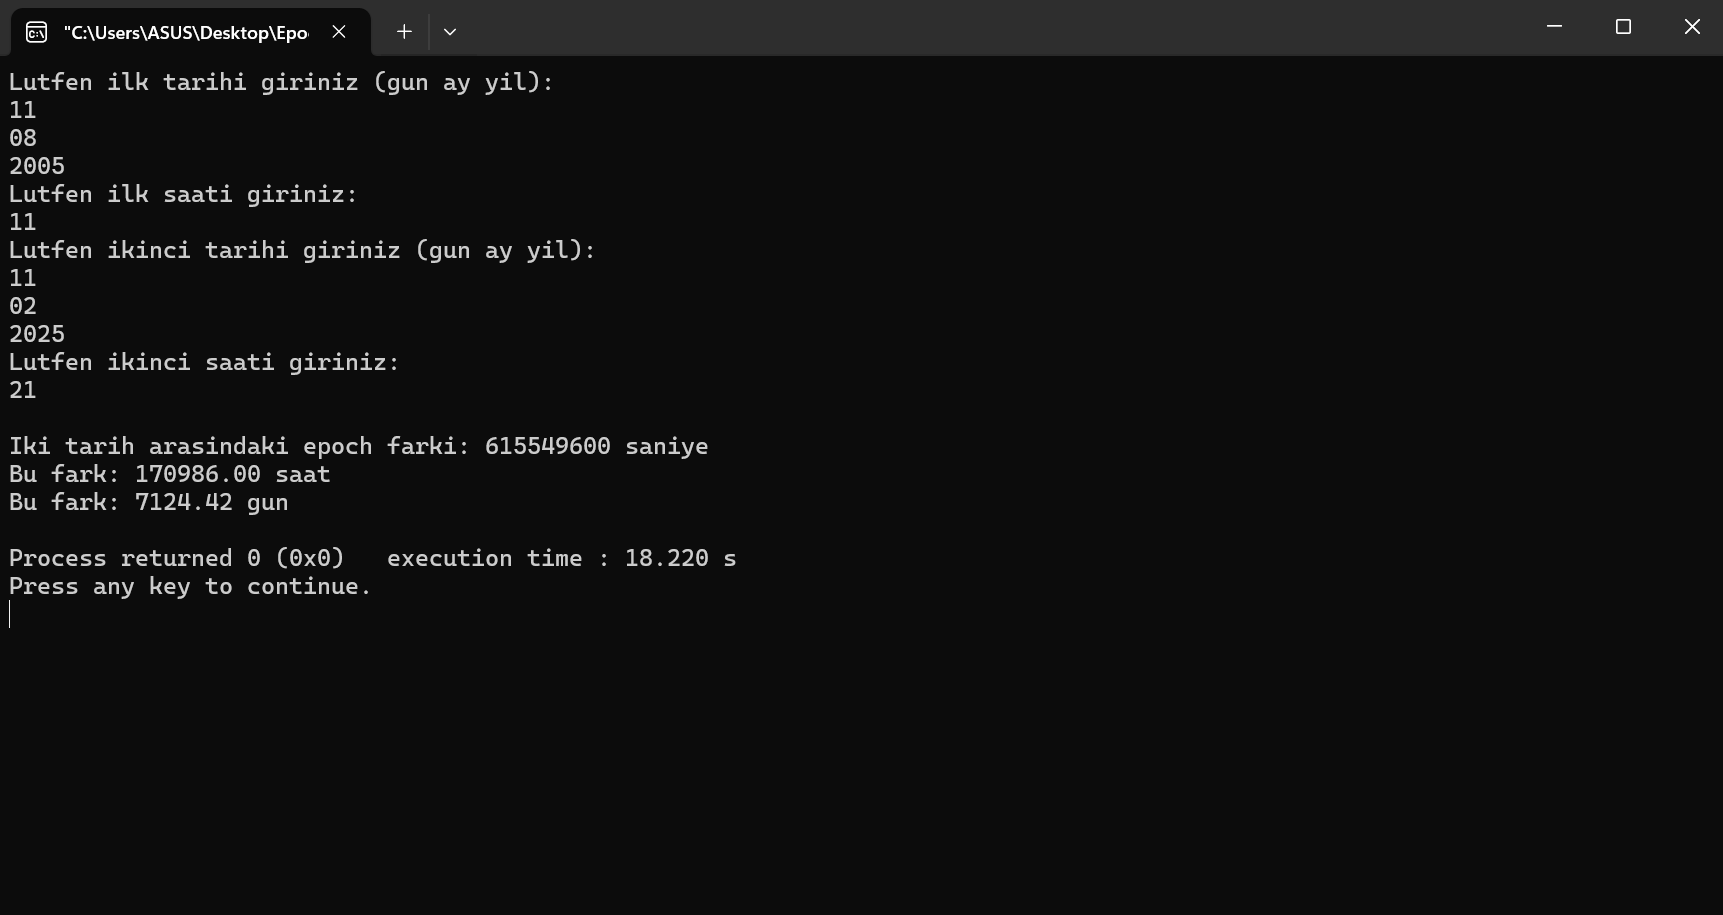 "C:\Users\ASUS\Desktop\Epo
Lutfen ilk tarihi giriniz (gun ay yil):
11
08
2005
Lutfen ilk saati giriniz:
11
Lutfen ikinci tarihi giriniz (gun ay yil):
11
02
2025
Lutfen ikinci saati giriniz:
21
Iki tarih arasindaki epoch farki: 615549600 saniye
Bu fark: 170986.00 saat
Bu fark: 7124.42 gun
Process returned 0 (0x0)   execution time : 18.220 s
Press any key to continue.